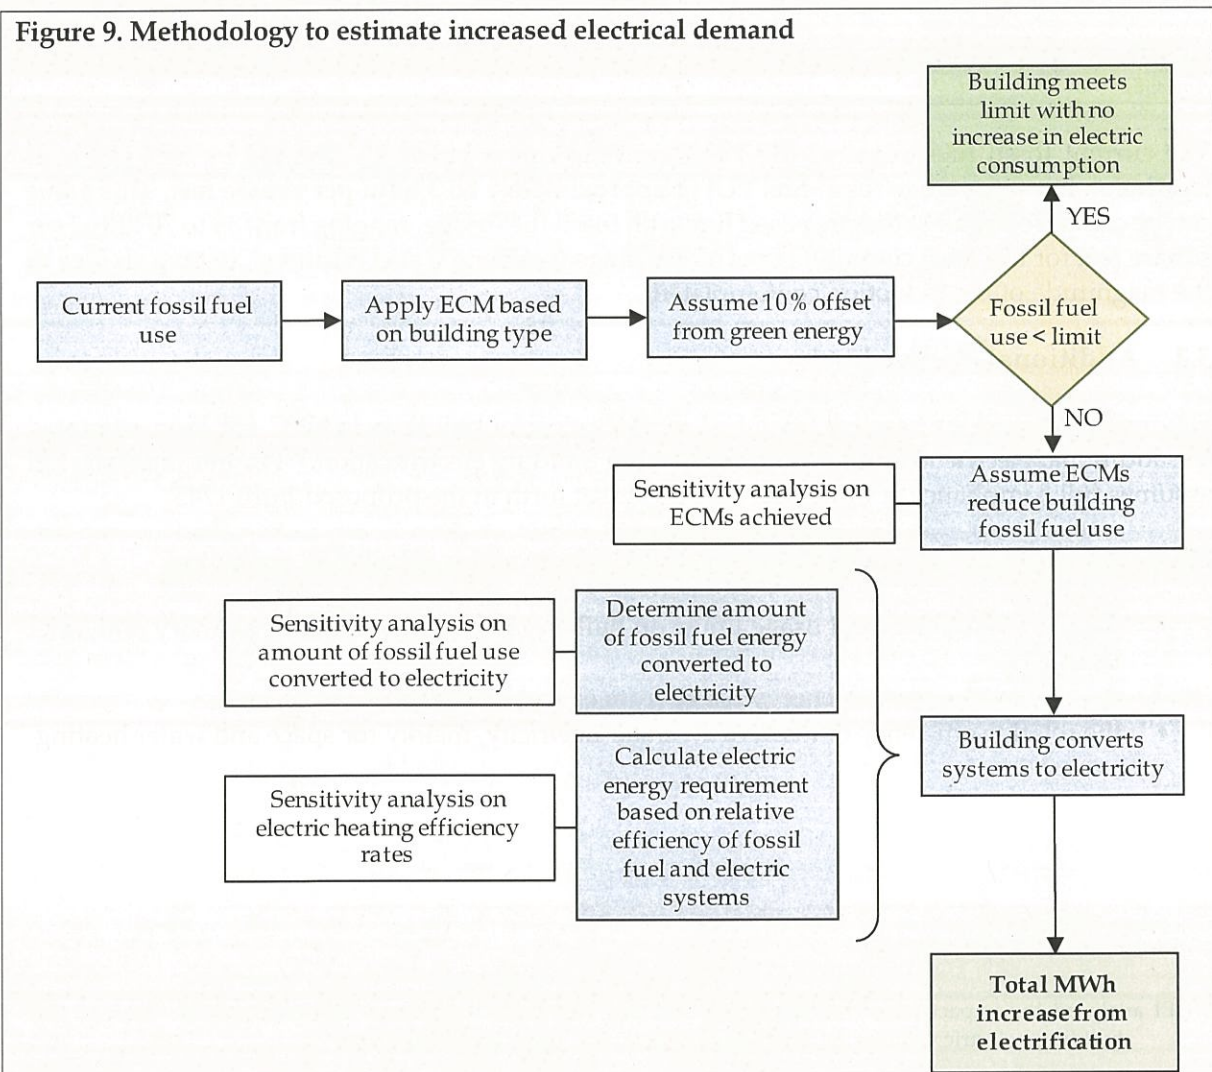 Figure 9. Methodology to estimate increased electrical demand
Building meets
limit with no
increase in electric
consumption
YES
Current fossil fuel
use
Apply ECM based
on building type
Assume 10% offset
from green energy
Fossil fuel
use < limit
NO
Sensitivity analysis on
ECMs achieved
Assume ECMs
reduce building
fossil fuel use
Sensitivity analysis on
amount of fossil fuel use
converted to electricity
Determine amount
of fossil fuel energy
converted to
electricity
Building converts
systems to electricity
Sensitivity analysis on
electric heating efficiency
rates
Calculate electric
energy requirement
based on relative
efficiency of fossil
fuel and electric
systems
Total MWh
increase from
electrification